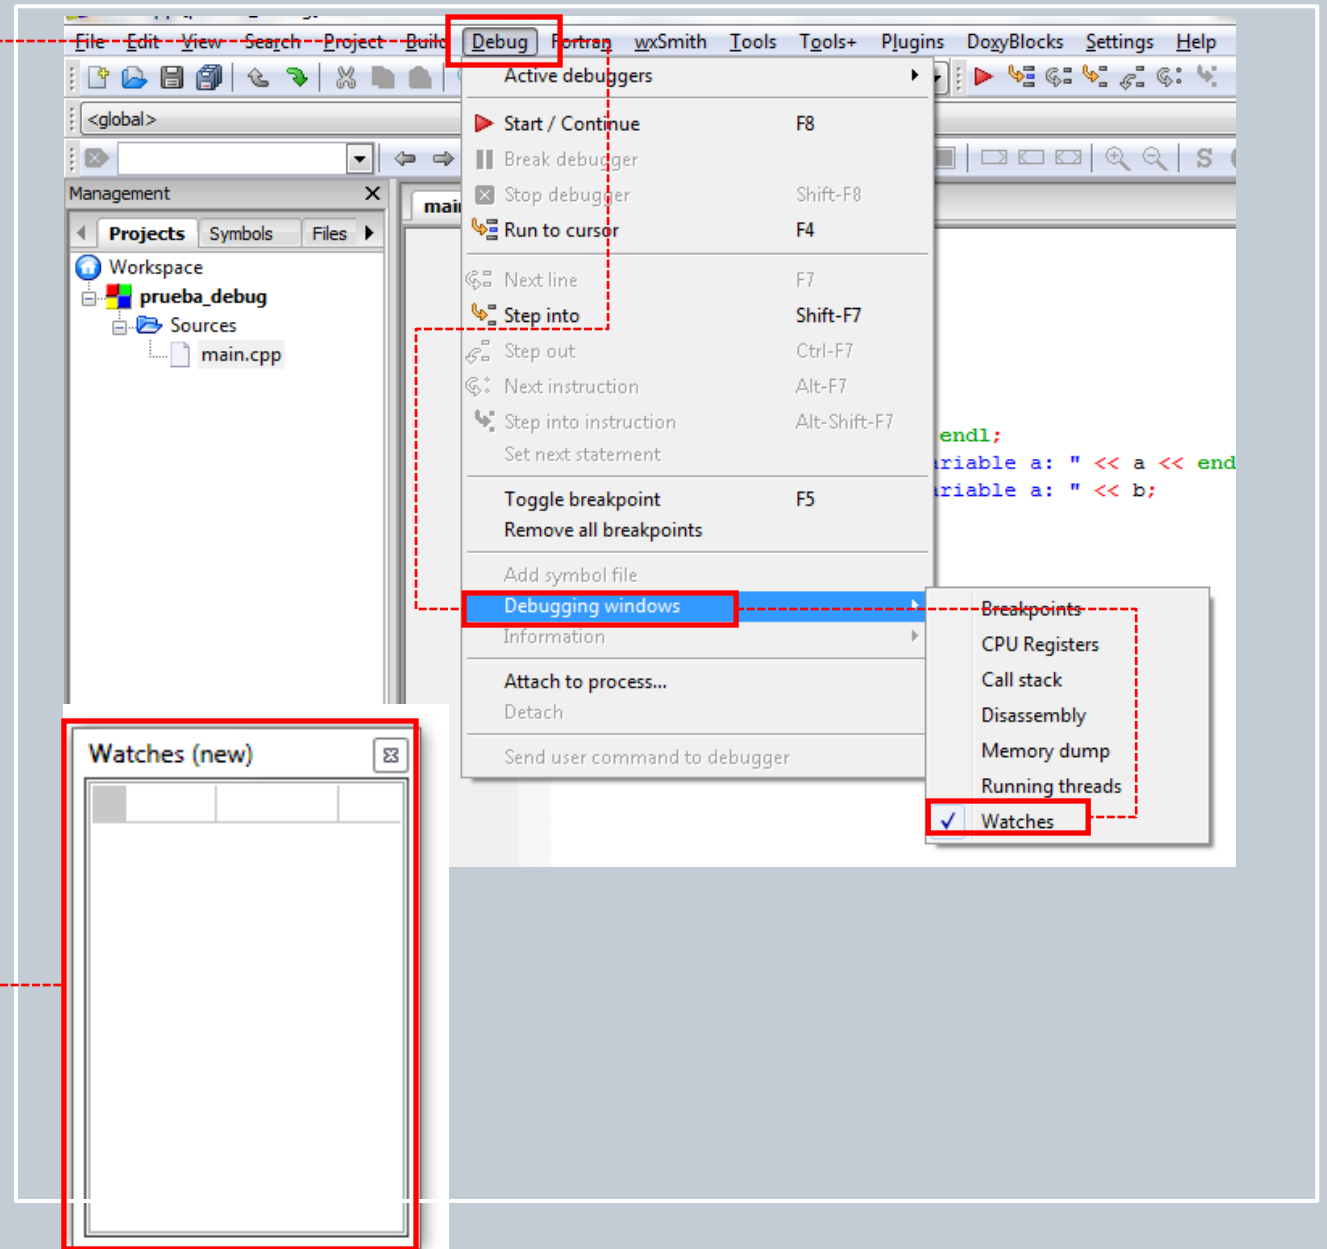 File Edit View Search Project Build Debug Fortran wxSmith Tools Tools+ Plugins DoxyBlocks Settings Help
Active debuggers
<global>
Start / Continue F8
Break debugger
Management
Stop debugger Shift-F8
Projects Symbols Files
Run to cursor F4
Workspace
prueba_debug
Next line F7
Sources
Step into Shift-F7
main.cpp
Step out Ctrl-F7
Next instruction Alt-F7
Step into instruction Alt-Shift-F7
endl;
Set next statement
ariable a: " << a << end
ariable a: " << b;
Toggle breakpoint F5
Remove all breakpoints
Add symbol file
Debugging windows
Information
Attach to process...
Detach
Send user command to debugger
Breakpoints
CPU Registers
Call stack
Disassembly
Memory dump
Running threads
Watches
Watches (new)